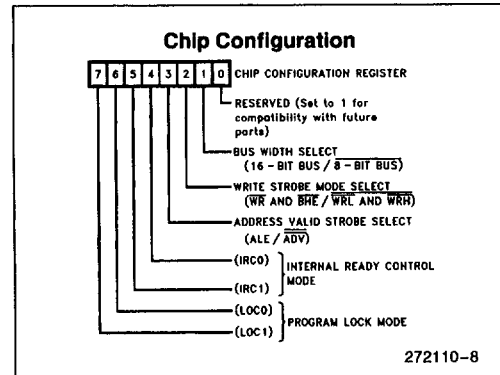 Chip Configuration
7 6 5 4 3 2 1 0 CHIP CONFIGURATION REGISTER
RESERVED (Set to 1 for
compatibility with future
parts)
BUS WIDTH SELECT
(16 - BIT BUS / 8 - BIT BUS)
WRITE STROBE MODE SELECT
(WR AND BHE / WRL AND WRH)
ADDRESS VALID STROBE SELECT
(ALE / ADV)
(IRC0)
INTERNAL READY CONTROL
MODE
(IRC1)
(LOC0)
PROGRAM LOCK MODE
(LOC1)
272110-8